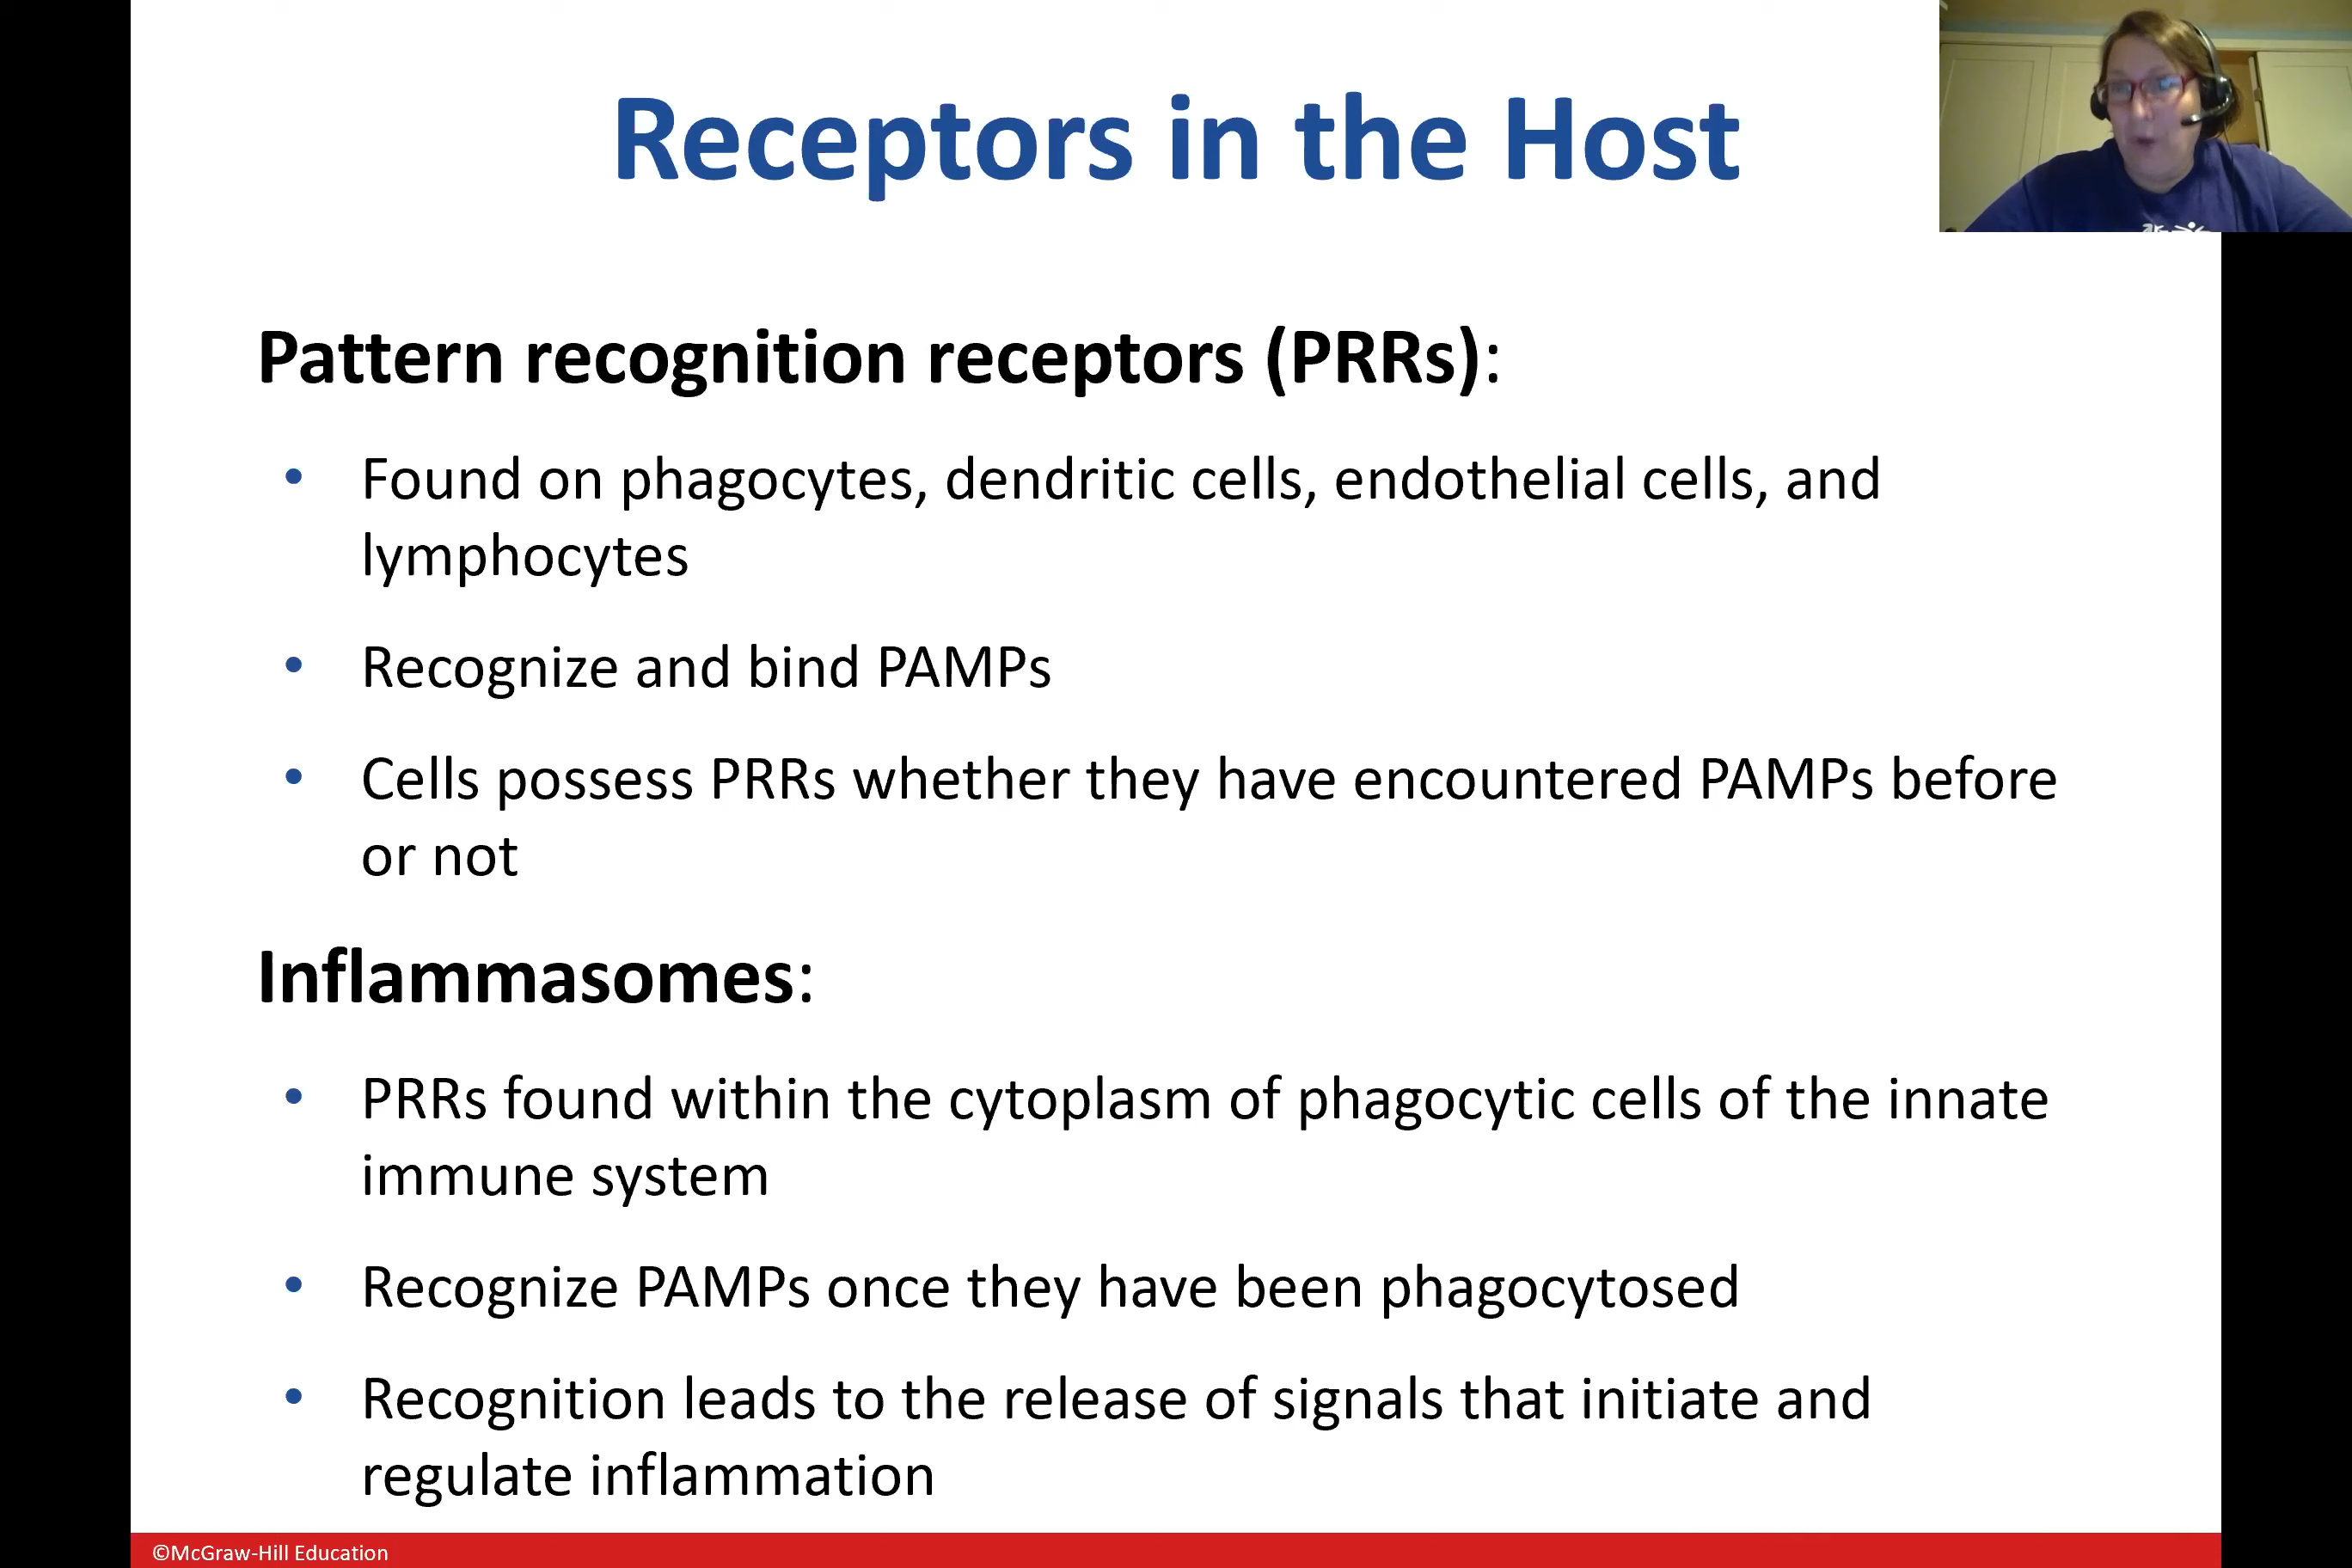 Receptors in the Host
Pattern recognition receptors (PRRs):
• Found on phagocytes, dendritic cells, endothelial cells, and
lymphocytes
• Recognize and bind PAMPs
• Cells possess PRRs whether they have encountered PAMPs before
or not
Inflammasomes:
• PRRs found within the cytoplasm of phagocytic cells of the innate
immune system
• Recognize PAMPs once they have been phagocytosed
• Recognition leads to the release of signals that initiate and
regulate inflammation
©McGraw-Hill Education